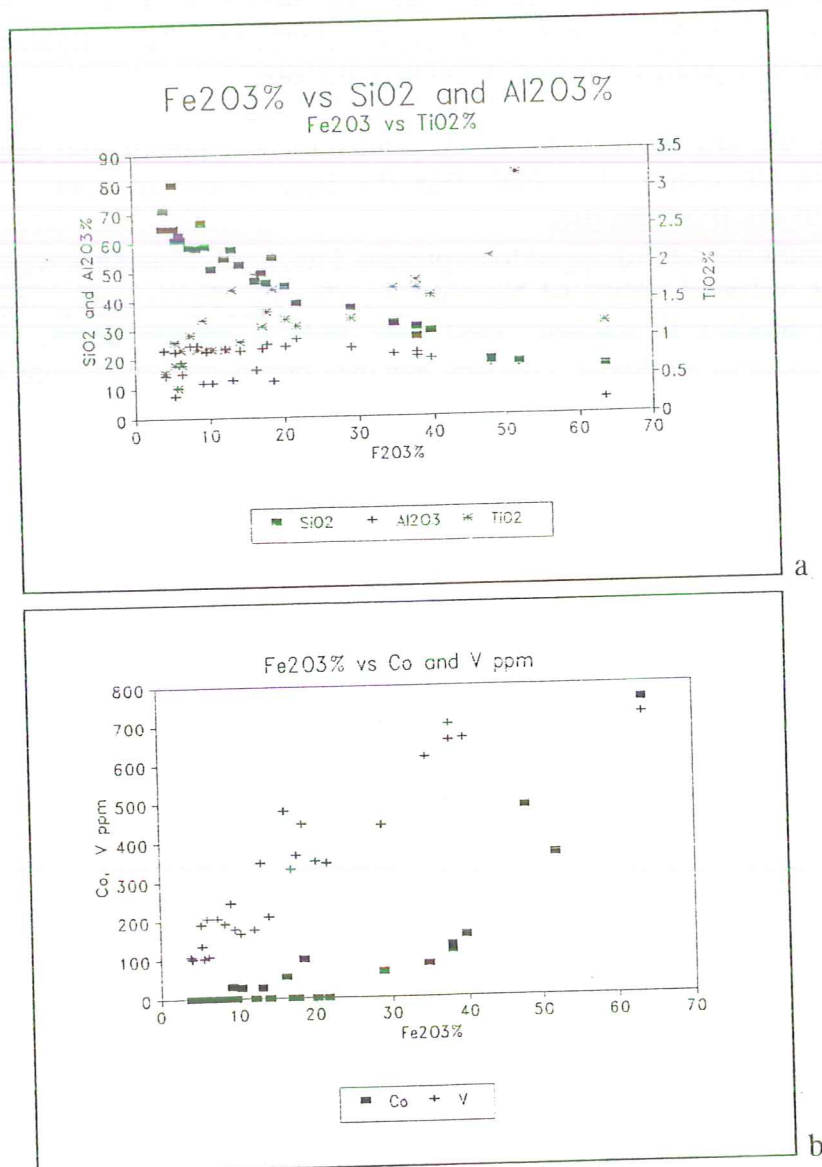 Fe2O3% vs SiO2 and Al2O3%
Fe2O3 vs TiO2%
SiO2 and Al2O3%
90
80
70
60
50
40
30
20
10
0
3.5
3
2.5
2
1.5
1
0.5
0
TiO2%
0 10 20 30 40 50 60 70
F2O3%
SiO2 Al2O3 TiO2
a
Fe2O3% vs Co and V ppm
Co, V ppm
800
700
600
500
400
300
200
100
0
0 10 20 30 40 50 60 70
Fe2O3%
Co V
b